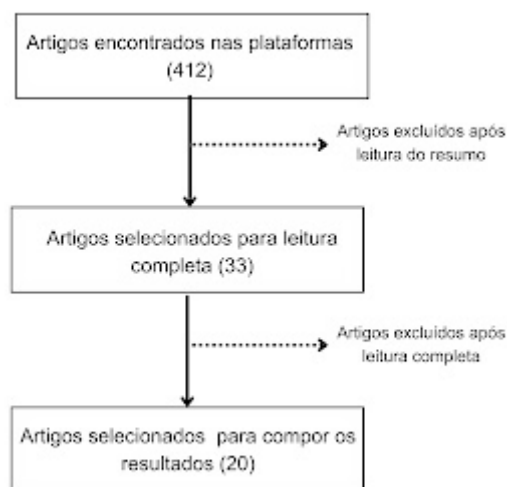 Artigos encontrados nas plataformas
(412)
Artigos excluídos após
leitura do resumo
Artigos selecionados para leitura
completa (33)
Artigos excluídos após
leitura completa
Artigos selecionados para compor os
resultados (20)